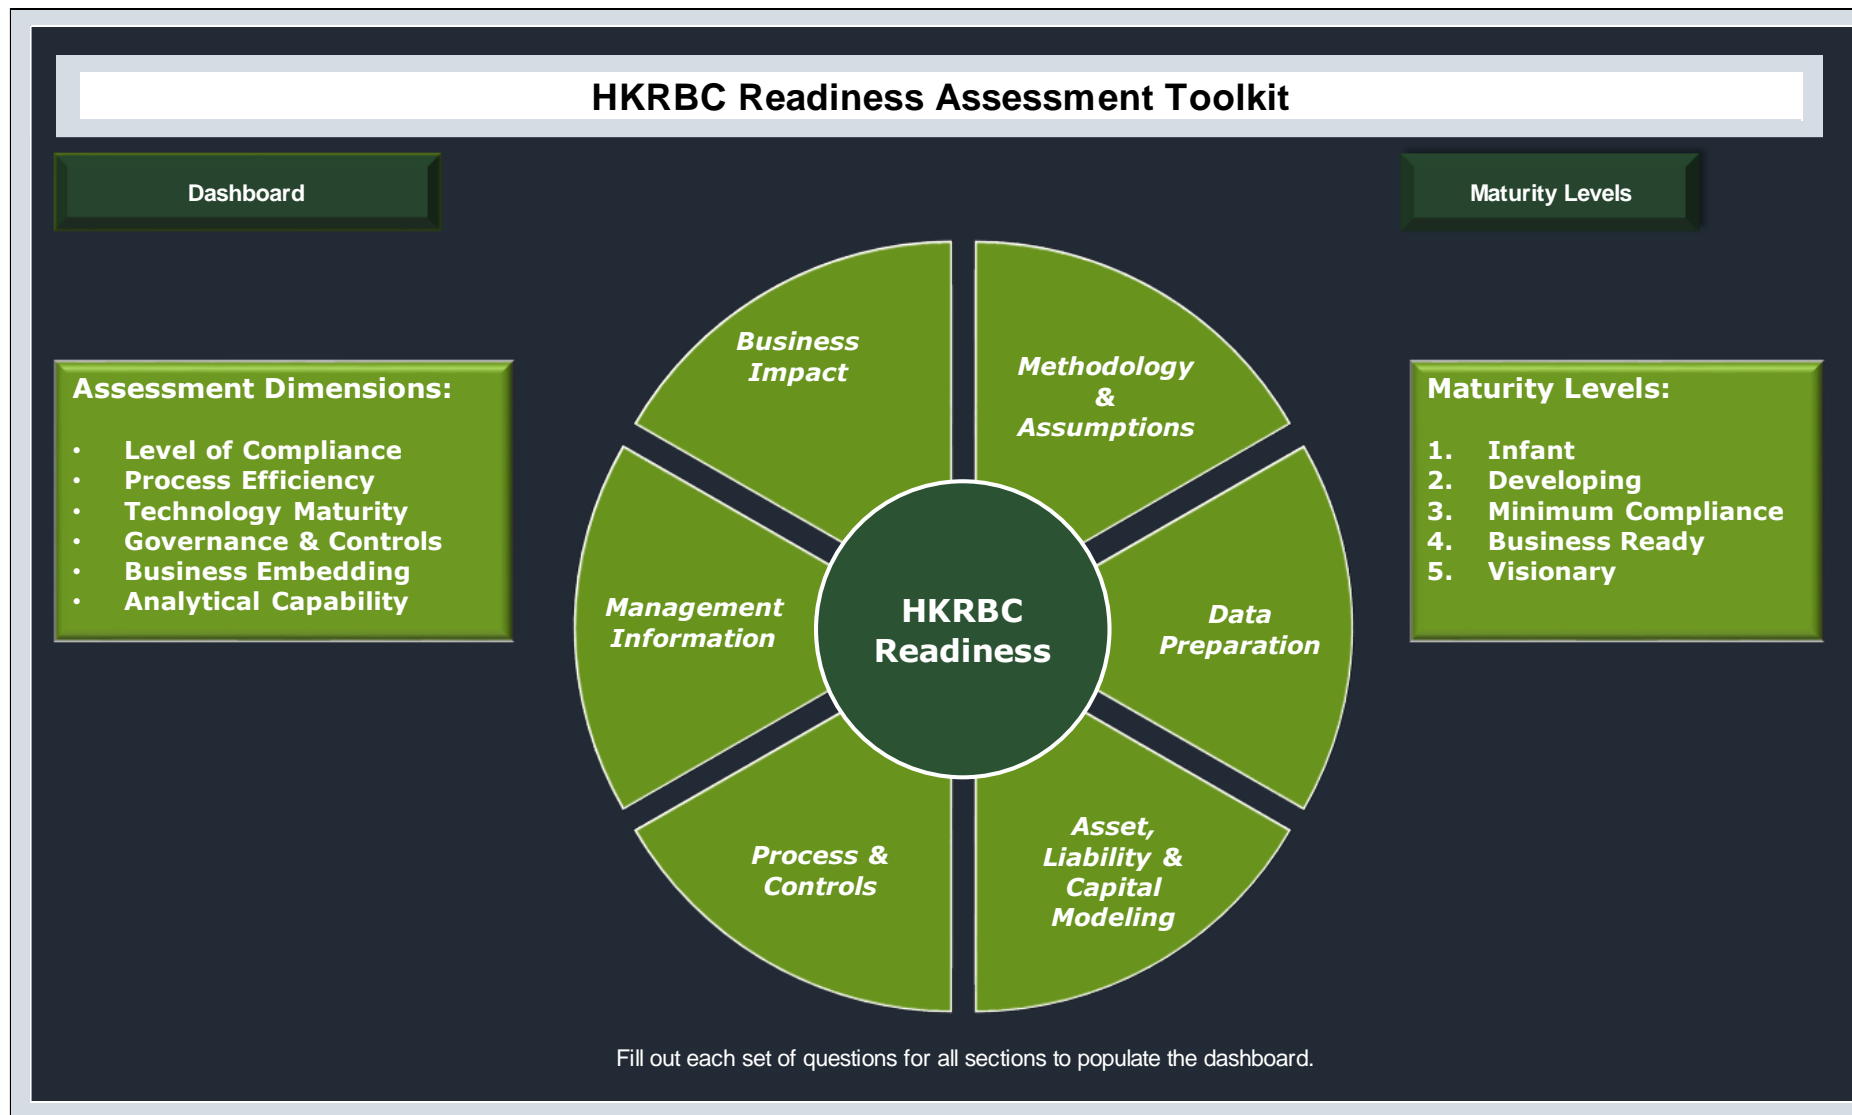 HKRBC Readiness Assessment Toolkit
Dashboard
Maturity Levels
Assessment Dimensions:
• Level of Compliance
• Process Efficiency
• Technology Maturity
• Governance & Controls
• Business Embedding
• Analytical Capability
Business
Impact
Methodology
&
Assumptions
Management
Information
HKRBC
Readiness
Data
Preparation
Process &
Controls
Asset,
Liability &
Capital
Modeling
Maturity Levels:
1. Infant
2. Developing
3. Minimum Compliance
4. Business Ready
5. Visionary
Fill out each set of questions for all sections to populate the dashboard.